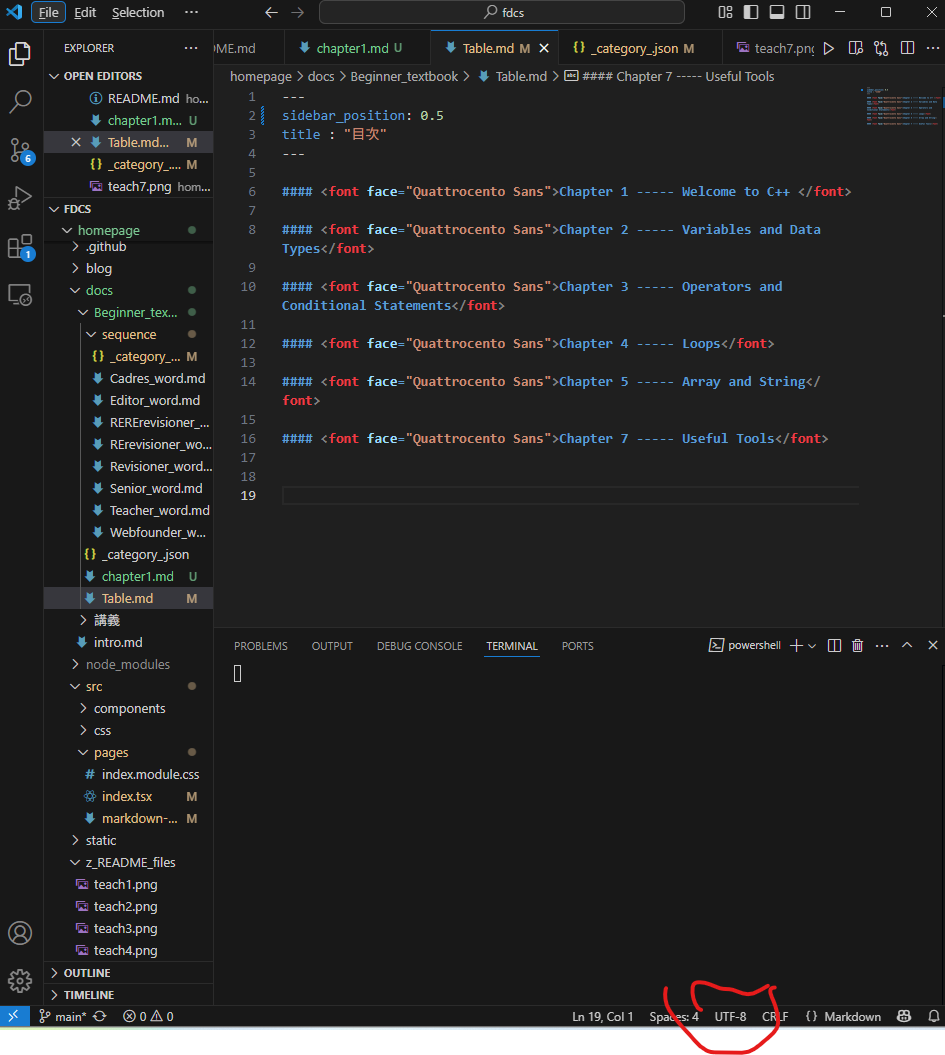 File Edit Selection ··· fdcs
EXPLORER ···
OPEN EDITORS
README.md ho...
chapter1.m... U
Table.md... M
{} _category_.... M
teach7.png hom...
FDCS
homepage
.github
blog
docs
Beginner_tex...
sequence
{} _category_... M
Cadres_word.md
Editor_word.md
RERErevisioner_...
RErevisioner_wo...
Revisioner_word...
Senior_word.md
Teacher_word.md
Webfounder_w...
{} _category_.json
chapter1.md U
Table.md M
講義
intro.md
node_modules
src
components
css
pages
# index.module.css
index.tsx M
markdown-... M
static
z_README_files
teach1.png
teach2.png
teach3.png
teach4.png
OUTLINE
TIMELINE
OME.md chapter1.md U Table.md M {} _category_.json M teach7.png ···
homepage > docs > Beginner_textbook > Table.md > #### Chapter 7 ----- Useful Tools
1 ---
2 sidebar_position: 0.5
3 title : "目次"
4 ---
5
6 #### <font face="Quattrocento Sans">Chapter 1 ----- Welcome to C++ </font>
7
8 #### <font face="Quattrocento Sans">Chapter 2 ----- Variables and Data
Types</font>
9
10 #### <font face="Quattrocento Sans">Chapter 3 ----- Operators and
Conditional Statements</font>
11
12 #### <font face="Quattrocento Sans">Chapter 4 ----- Loops</font>
13
14 #### <font face="Quattrocento Sans">Chapter 5 ----- Array and String</
font>
15
16 #### <font face="Quattrocento Sans">Chapter 7 ----- Useful Tools</font>
17
18
19
PROBLEMS OUTPUT DEBUG CONSOLE TERMINAL PORTS powershell ···
main* 0 0 Ln 19, Col 1 Spaces: 4 UTF-8 CRLF {} Markdown
6
1